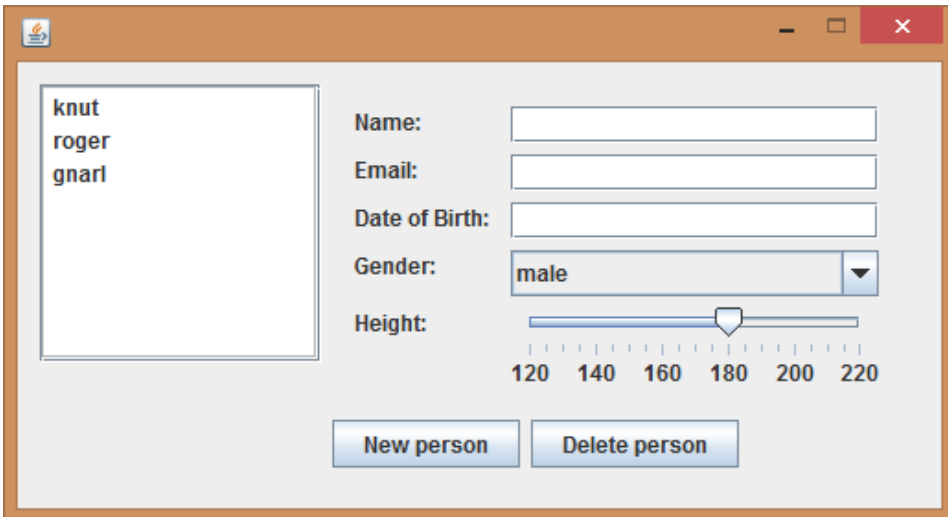 knut
roger
gnarl
Name:
Email:
Date of Birth:
Gender:
male
Height:
120 140 160 180 200 220
New person
Delete person